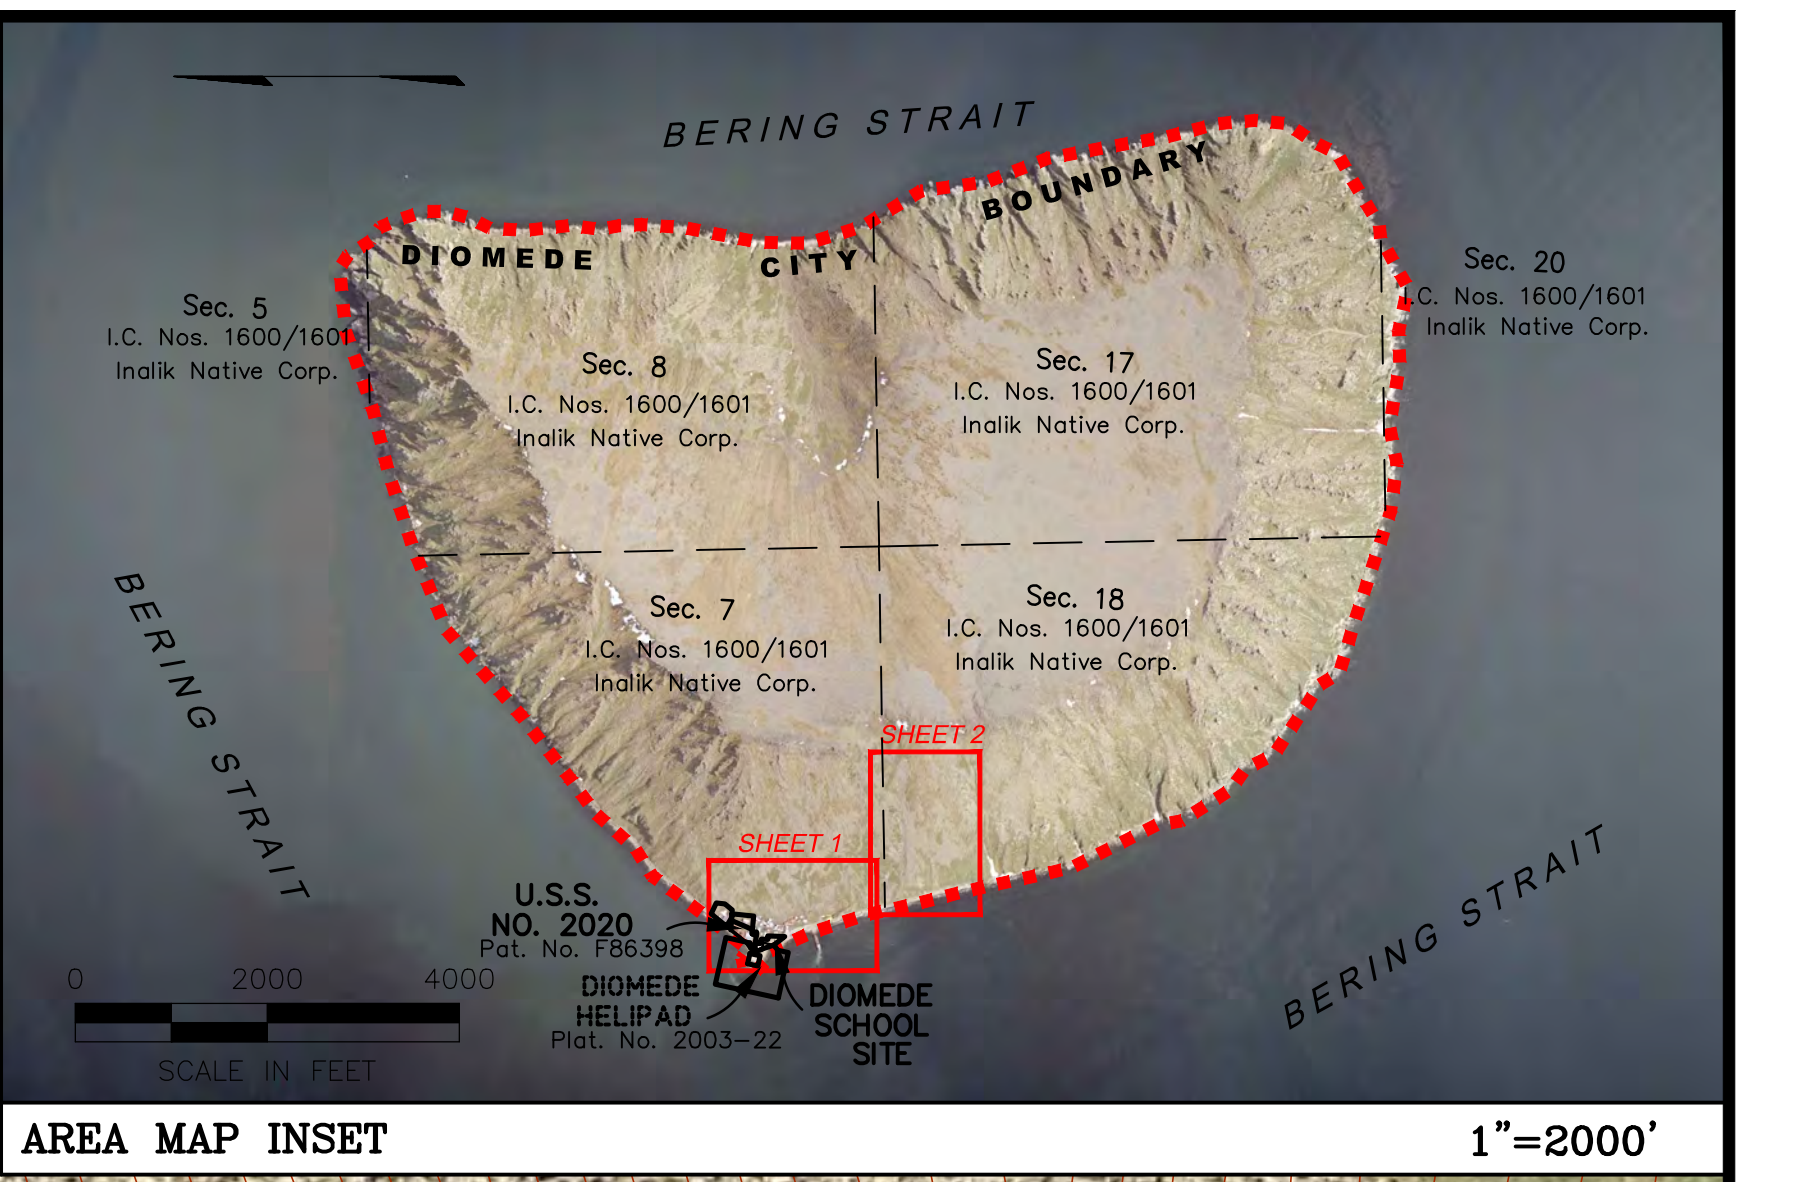 BERING STRAIT
BOUNDARY
DIOMEDE CITY
Sec. 5
I.C. Nos. 1600/1601
Inalik Native Corp.
Sec. 20
I.C. Nos. 1600/1601
Inalik Native Corp.
Sec. 8
I.C. Nos. 1600/1601
Inalik Native Corp.
Sec. 17
I.C. Nos. 1600/1601
Inalik Native Corp.
Sec. 7
I.C. Nos. 1600/1601
Inalik Native Corp.
Sec. 18
I.C. Nos. 1600/1601
Inalik Native Corp.
BERING STRAIT
SHEET 2
SHEET 1
BERING STRAIT
U.S.S.
NO. 2020
Pat. No. F86398
DIOMEDE
HELIPAD
Plat. No. 2003-22
DIOMEDE
SCHOOL
SITE
0 2000 4000
SCALE IN FEET
AREA MAP INSET
1"=2000'